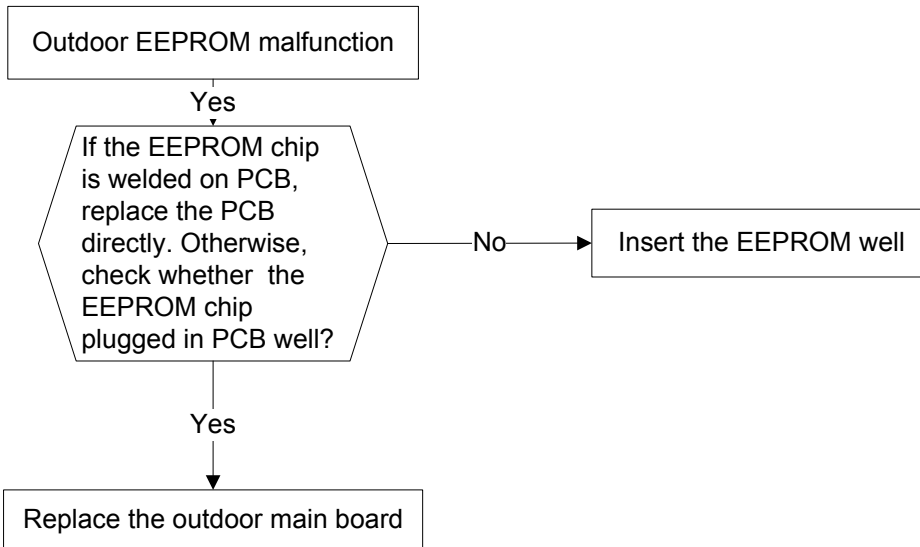 Outdoor EEPROM malfunction
Yes
If the EEPROM chip
is welded on PCB,
replace the PCB
directly. Otherwise,
check whether  the
EEPROM chip
plugged in PCB well?
No
Insert the EEPROM well
Yes
Replace the outdoor main board